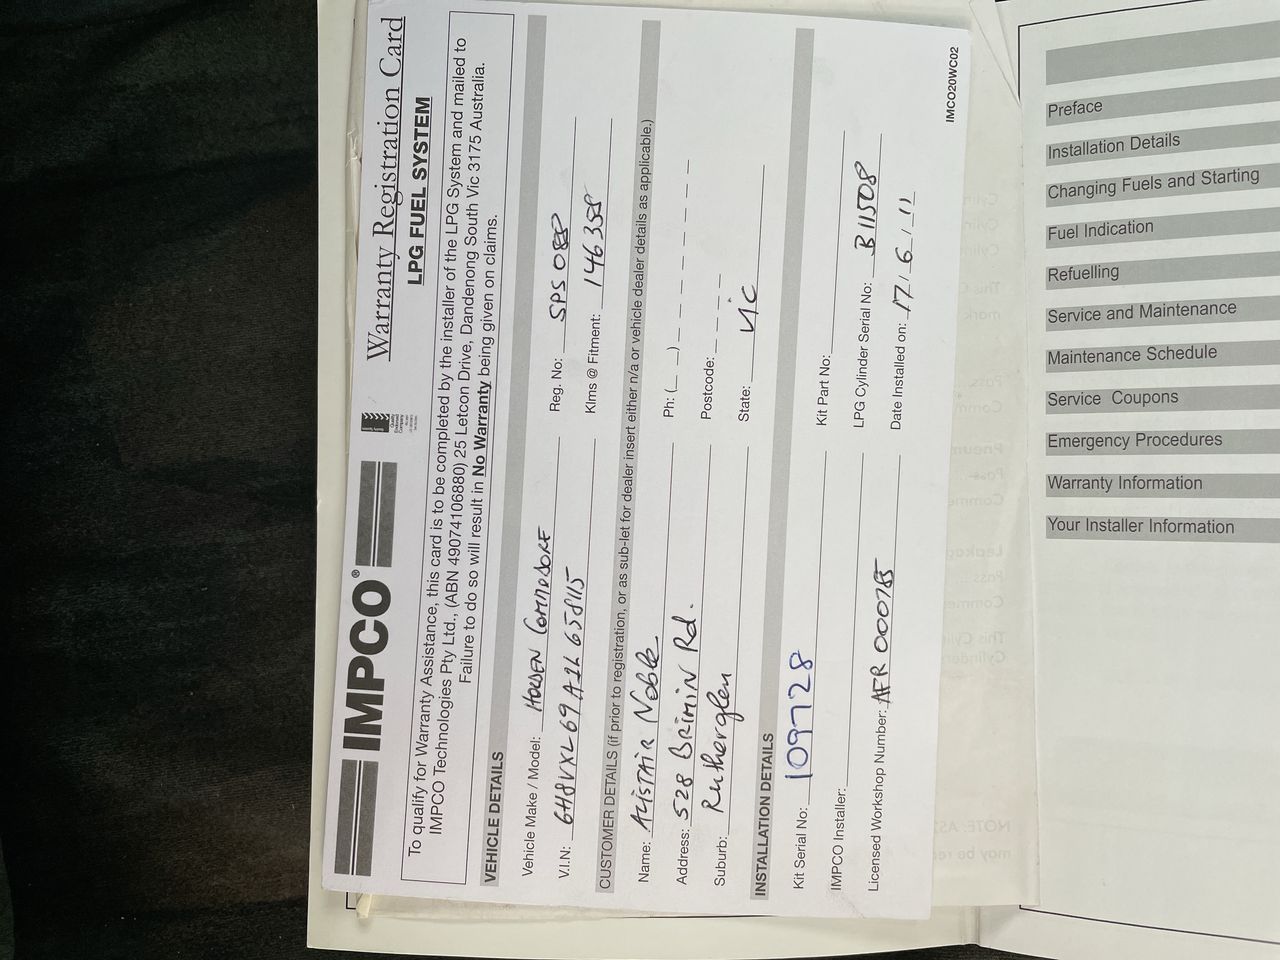 IMPCO®
Warranty Registration Card
LPG FUEL SYSTEM
To qualify for Warranty Assistance, this card is to be completed by the installer of the LPG System and mailed to
IMPCO Technologies Pty Ltd., (ABN 49074106880) 25 Letcon Drive, Dandenong South Vic 3175 Australia.
Failure to do so will result in No Warranty being given on claims.
VEHICLE DETAILS
Vehicle Make / Model: HOLDEN COMMODORE Reg. No: SPS 088
V.I.N: 6H8VXL69A1L658115 Klms @ Fitment: 146358
CUSTOMER DETAILS (if prior to registration, or as sub-let for dealer insert either n/a or vehicle dealer details as applicable.)
Name: Alistair Noble Ph: ( )
Address: 528 BRIMIN Rd. Postcode:
Suburb: Rutherglen State: Vic
INSTALLATION DETAILS
Kit Serial No: 109728 Kit Part No:
IMPCO Installer: LPG Cylinder Serial No: B11508
Licensed Workshop Number: AFR 000785 Date Installed on: 17/6/11
IMCO20WC02
Preface
Installation Details
Changing Fuels and Starting
Fuel Indication
Refuelling
Service and Maintenance
Maintenance Schedule
Service Coupons
Emergency Procedures
Warranty Information
Your Installer Information